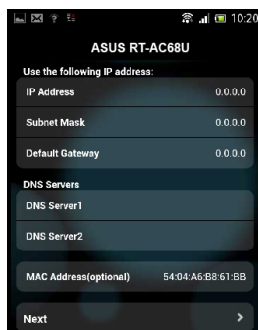 10:20
ASUS RT-AC68U
Use the following IP address:
IP Address 0.0.0.0
Subnet Mask 0.0.0.0
Default Gateway 0.0.0.0
DNS Servers
DNS Server1
DNS Server2
MAC Address(optional) 54:04:A6:B8:61:BB
Next